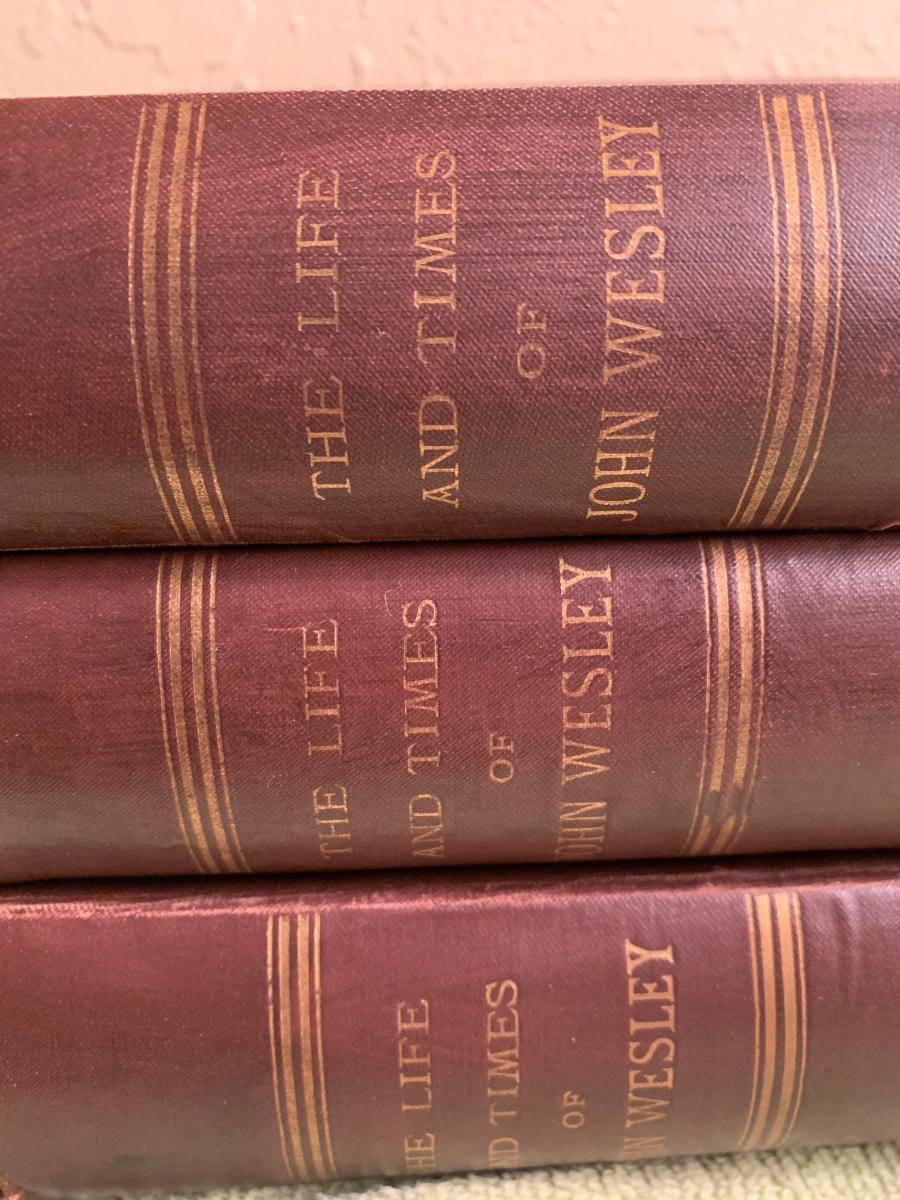 THE LIFE
AND TIMES
OF
JOHN WESLEY
THE LIFE
AND TIMES
OF
JOHN WESLEY
HE LIFE
ND TIMES
OF
HN WESLEY